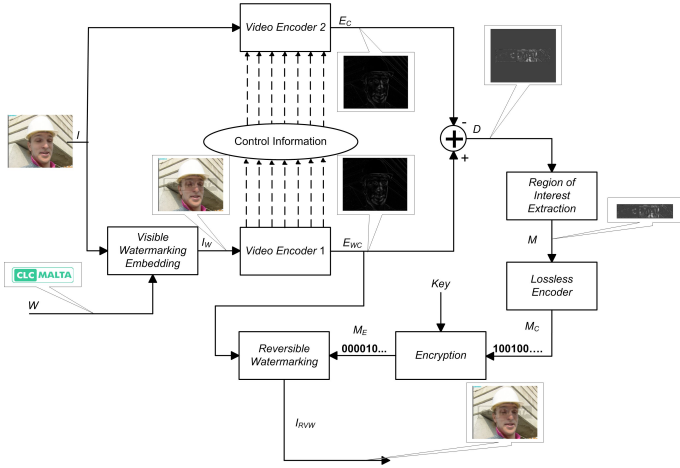 Video Encoder 2
E_C
I
Control Information
-
D
+
Region of
Interest
Extraction
Visible
Watermarking
Embedding
I_W
Video Encoder 1
E_WC
M
CLC MALTA
W
Lossless
Encoder
Key
M_E
M_C
Reversible
Watermarking
000010...
Encryption
100100....
I_RVW